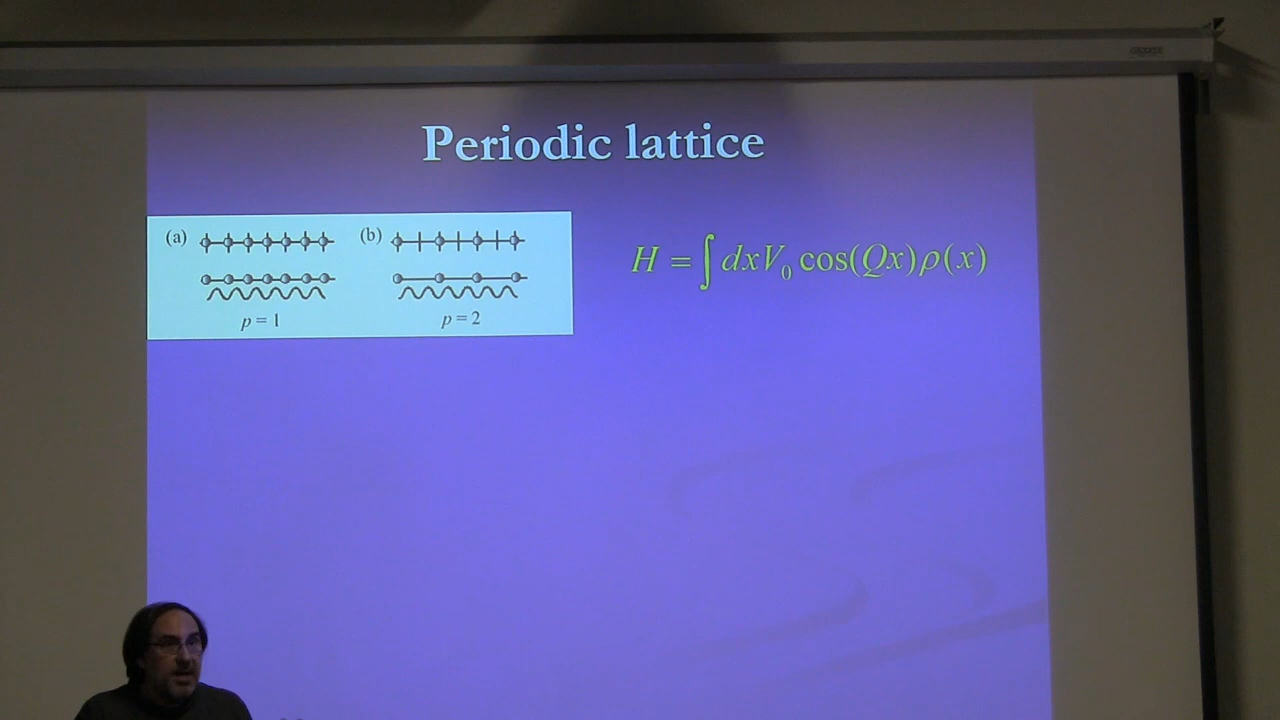 Periodic lattice
(a) (b)
H = ∫ dxV₀ cos(Qx)ρ(x)
p = 1 p = 2